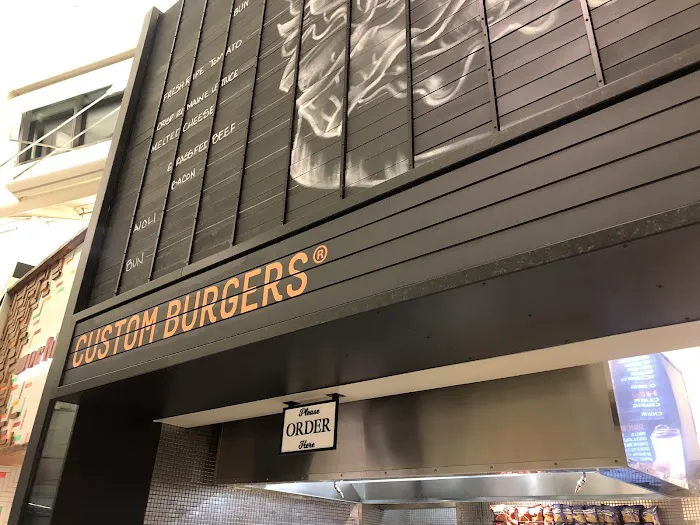 BUN
FRESH RIPE TOMATO
CRISP ROMAINE LETTUCE
MELTED CHEESE
GRASSFED BEEF
BACON
AIOLI
BUN
CUSTOM BURGERS®
Please
ORDER
Here